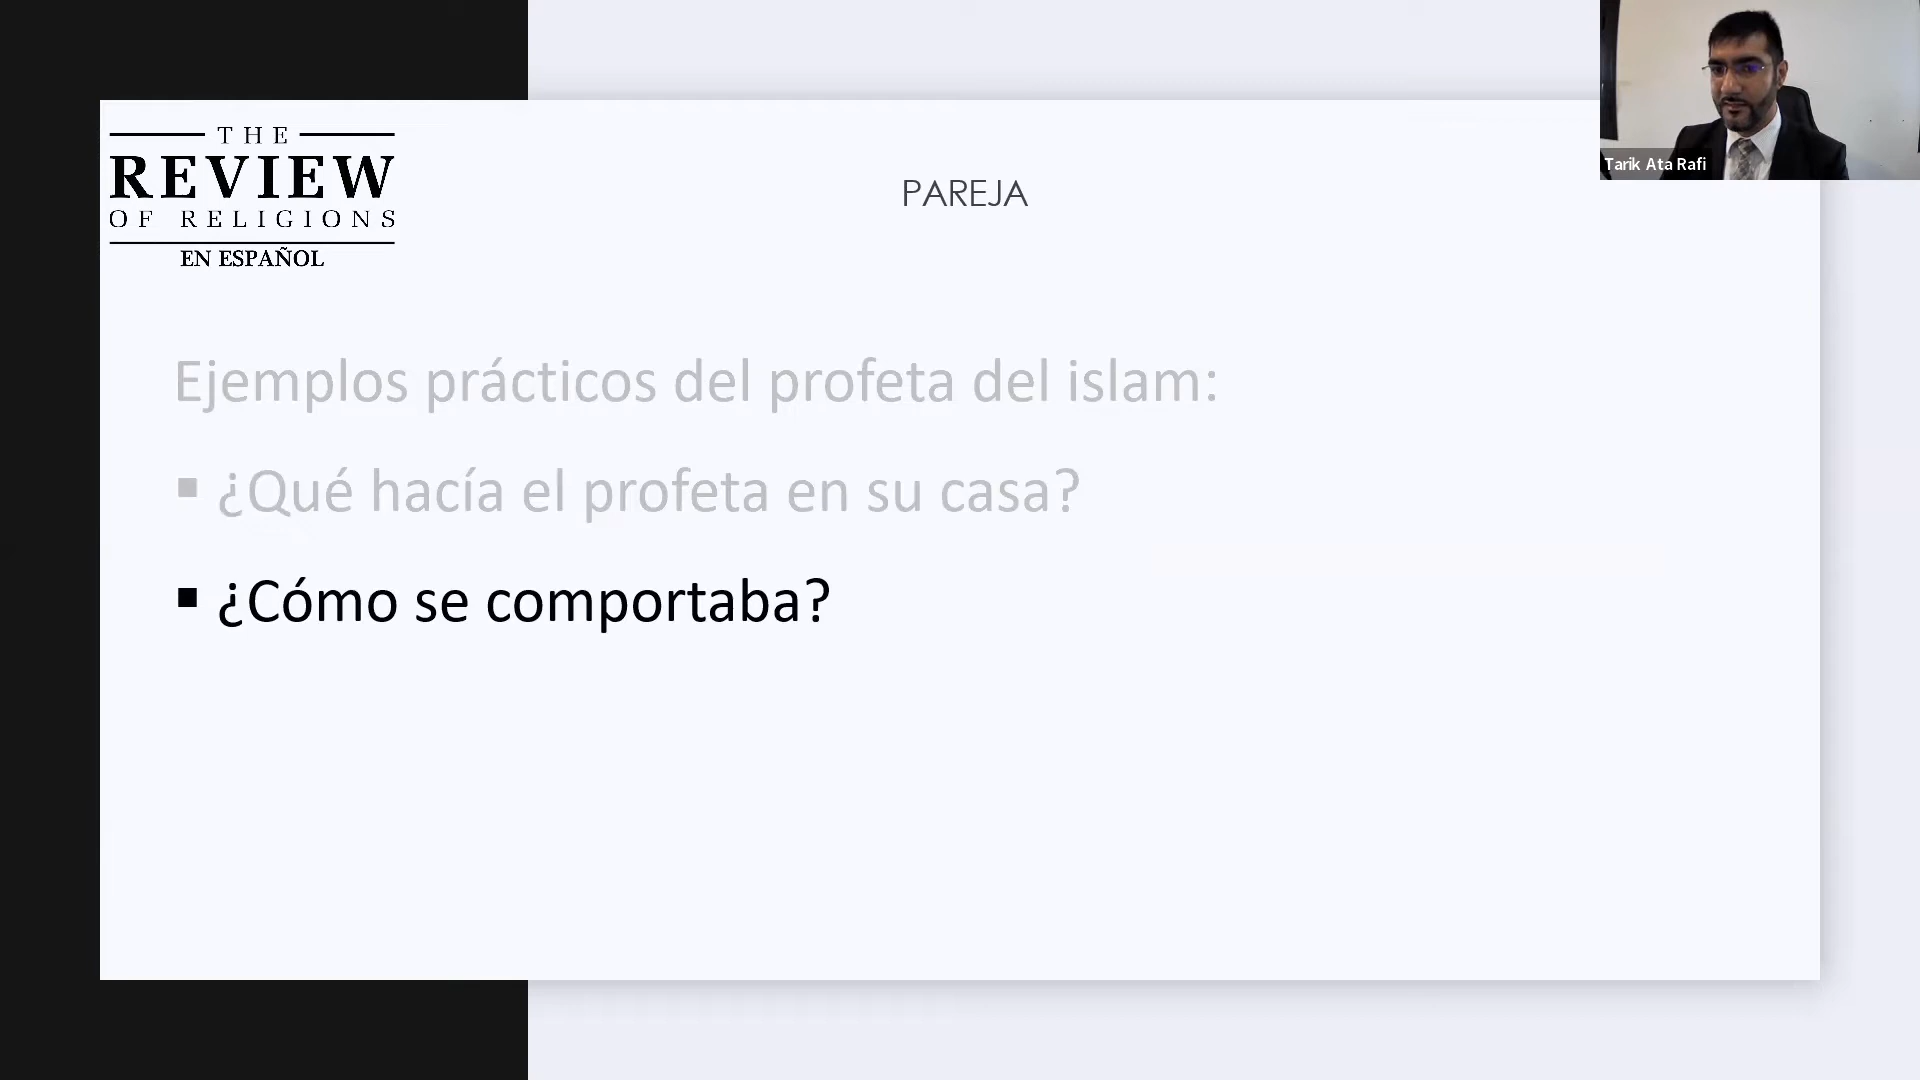 THE
REVIEW
OF RELIGIONS
EN ESPAÑOL
PAREJA
Tarik Ata Rafi
Ejemplos prácticos del profeta del islam:
▪ ¿Qué hacía el profeta en su casa?
▪ ¿Cómo se comportaba?